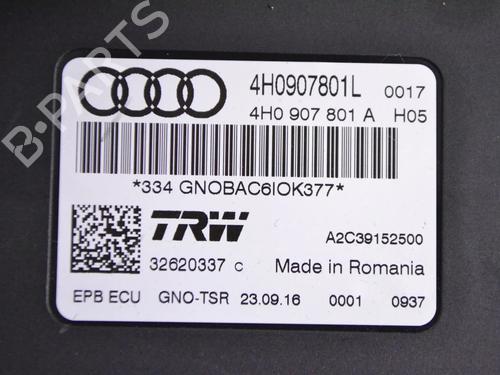 4H0907801L 0017
4H0 907 801 A H05
*334 GNOBAC6IOK377*
TRW
A2C39152500
32620337 C Made in Romania
EPB ECU GNO-TSR 23.09.16 0001 0937
B-PARTS